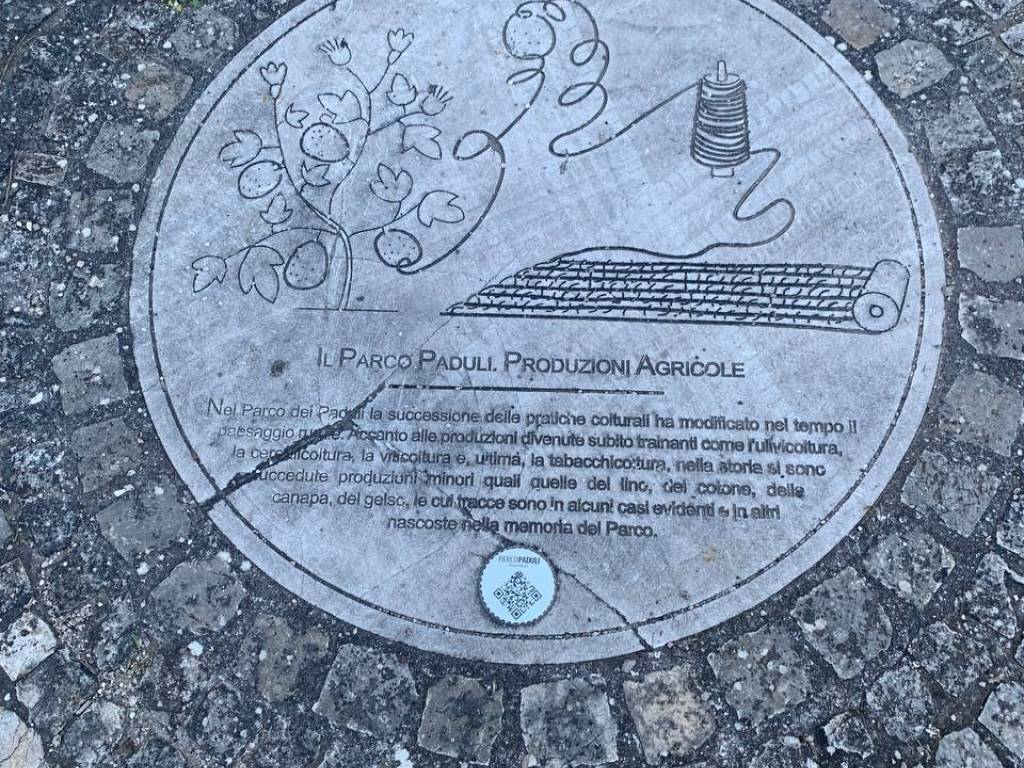 IL PARCO PADULI. PRODUZIONI AGRICOLE
Nel Parco dei Paduli la successione delle pratiche colturali ha modificato nel tempo il
paesaggio rurale. Accanto alle produzioni divenute subito trainanti come l'ulivicoltura,
la cerealicoltura, la viticoltura e, ultima, la tabacchicoltura, nella storia si sono
succedute produzioni minori quali quelle del lino, del cotone, della
canapa, del gelso, le cui tracce sono in alcuni casi evidenti e in altri
nascoste nella memoria del Parco.
PARCOPADULI